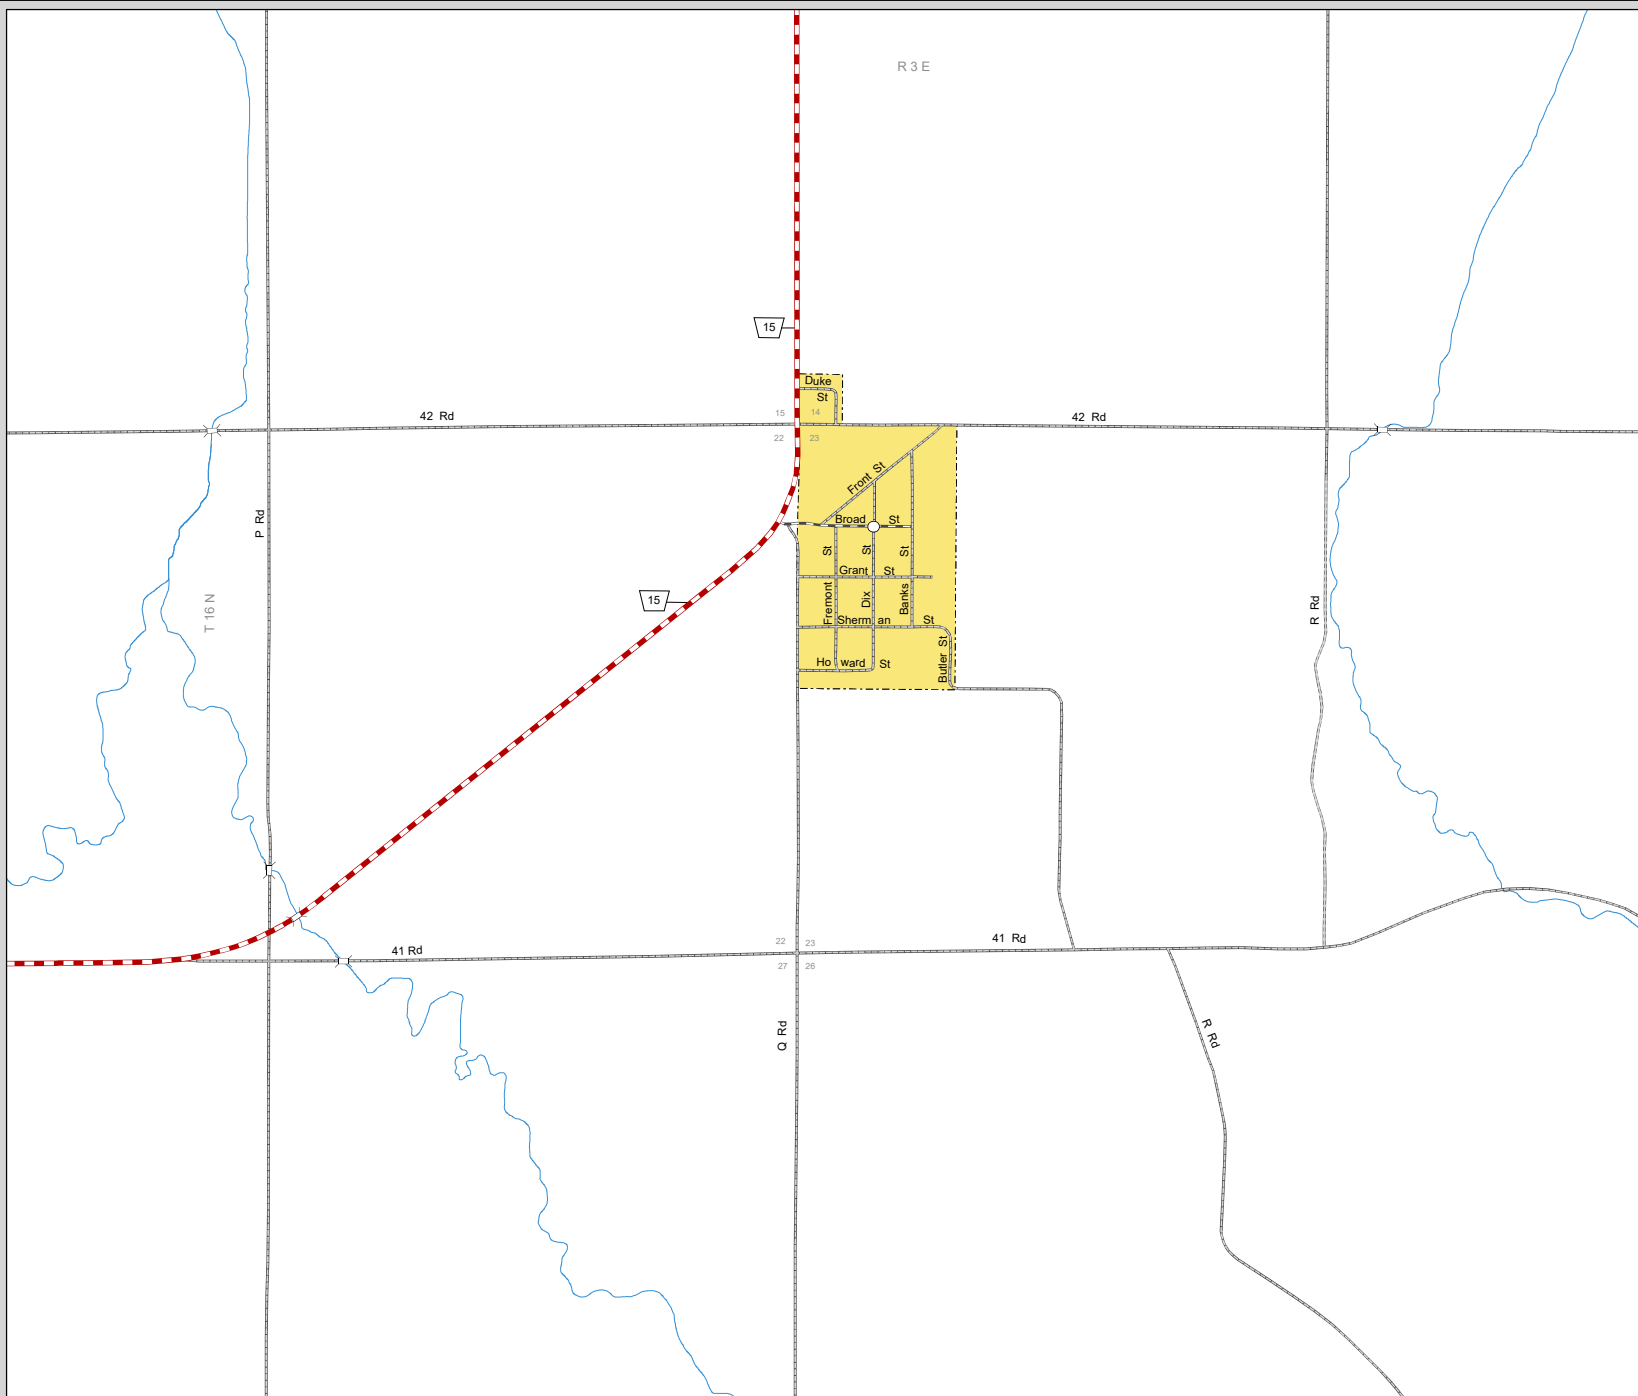 R 3 E
15
Duke
St
42 Rd
42 Rd
15
14
22
23
Front St
P Rd
Broad St
St
St
St
Grant St
T 16 N
15
Fremont
Dix
Banks
R Rd
Sherm an St
Butler St
Ho ward St
22
23
41 Rd
41 Rd
27
26
Q Rd
R Rd